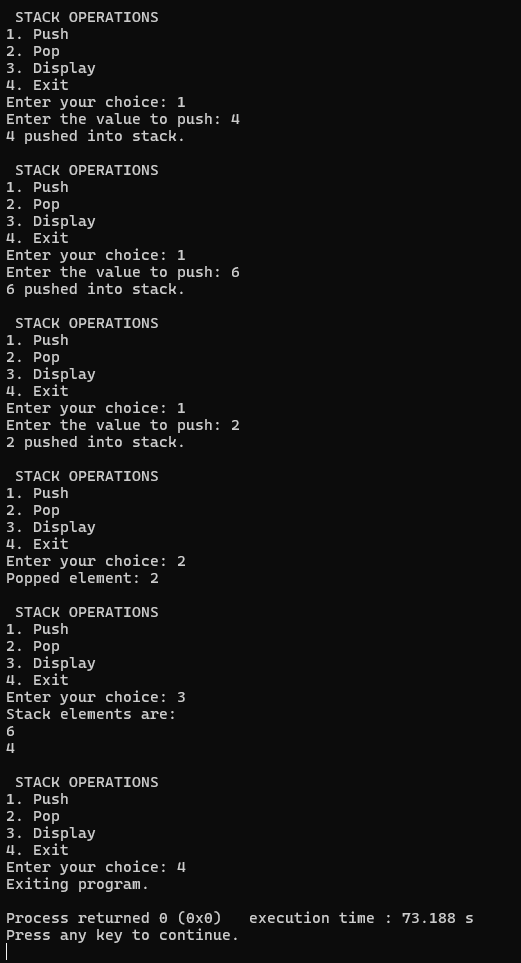 STACK OPERATIONS
1. Push
2. Pop
3. Display
4. Exit
Enter your choice: 1
Enter the value to push: 4
4 pushed into stack.
STACK OPERATIONS
1. Push
2. Pop
3. Display
4. Exit
Enter your choice: 1
Enter the value to push: 6
6 pushed into stack.
STACK OPERATIONS
1. Push
2. Pop
3. Display
4. Exit
Enter your choice: 1
Enter the value to push: 2
2 pushed into stack.
STACK OPERATIONS
1. Push
2. Pop
3. Display
4. Exit
Enter your choice: 2
Popped element: 2
STACK OPERATIONS
1. Push
2. Pop
3. Display
4. Exit
Enter your choice: 3
Stack elements are:
6
4
STACK OPERATIONS
1. Push
2. Pop
3. Display
4. Exit
Enter your choice: 4
Exiting program.
Process returned 0 (0x0)   execution time : 73.188 s
Press any key to continue.